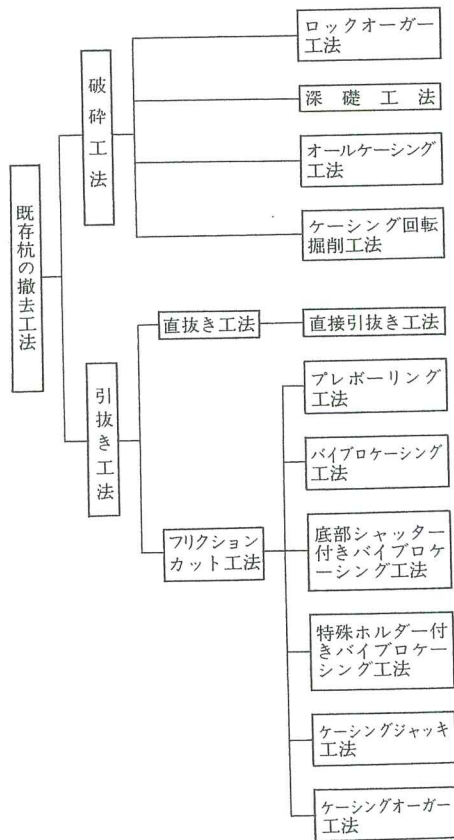 既存杭の撤去工法
破砕工法
ロックオーガー
工法
深礎工法
オールケーシング
工法
ケーシング回転
掘削工法
引抜き工法
直抜き工法
直接引抜き工法
フリクション
カット工法
プレボーリング
工法
バイブロケーシング
工法
底部シャッター
付きバイブロケ
ーシング工法
特殊ホルダー付
きバイブロケー
シング工法
ケーシングジャッキ
工法
ケーシングオーガー
工法